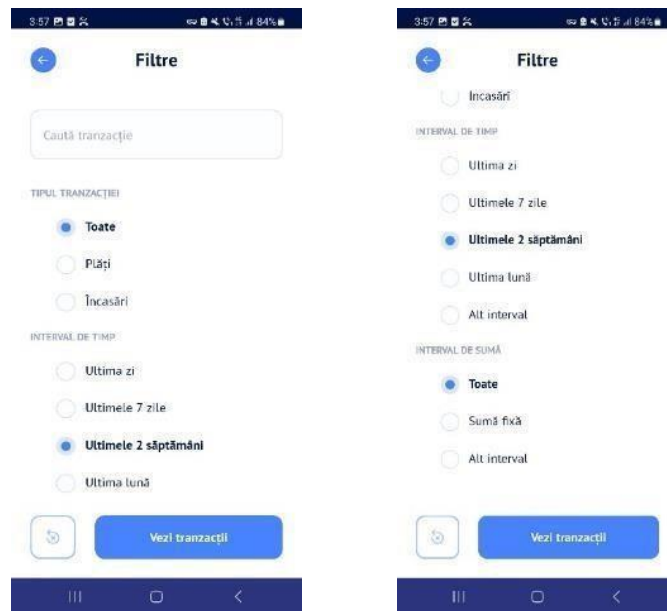 3:57
84%
Filtre
Caută tranzacție
TIPUL TRANZACȚIEI
Toate
Plăți
Încasări
INTERVAL DE TIMP
Ultima zi
Ultimele 7 zile
Ultimele 2 săptămâni
Ultima lună
Vezi tranzacții
3:57
84%
Filtre
Încasări
INTERVAL DE TIMP
Ultima zi
Ultimele 7 zile
Ultimele 2 săptămâni
Ultima lună
Alt interval
INTERVAL DE SUMĂ
Toate
Sumă fixă
Alt interval
Vezi tranzacții